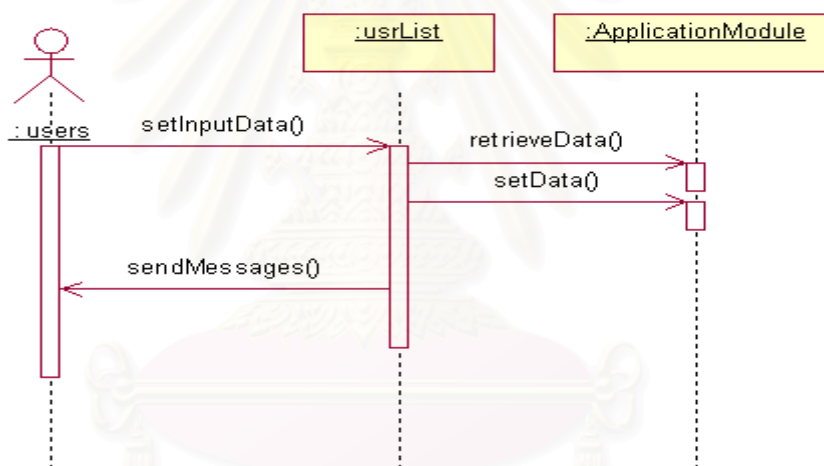 :usrList
:ApplicationModule
: users
setInputData()
retrieveData()
setData()
sendMessages()